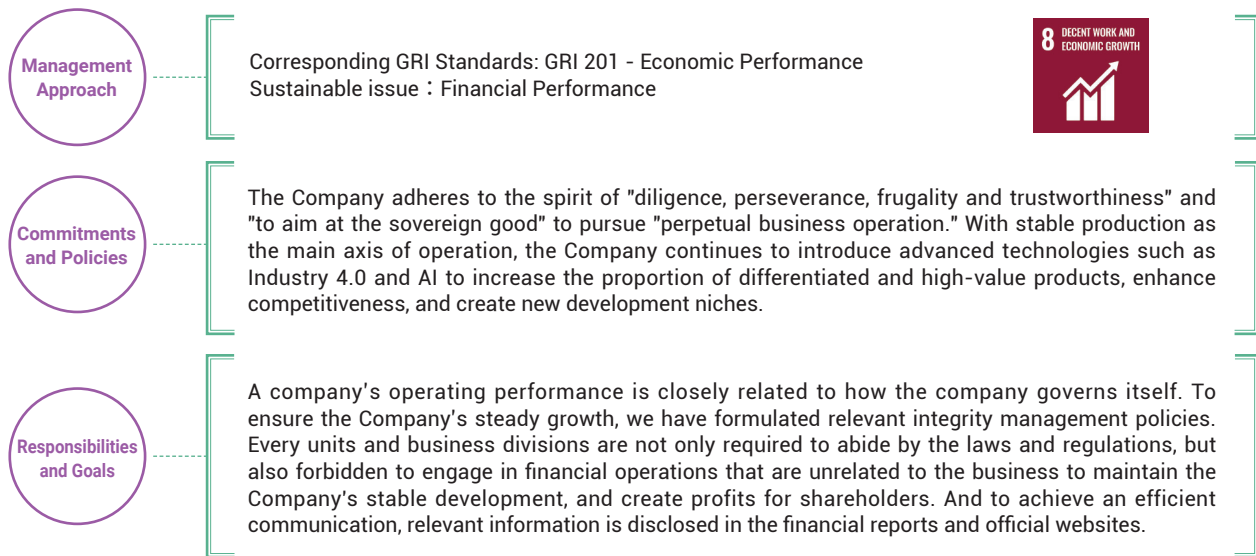 Management
Approach
Corresponding GRI Standards: GRI 201 - Economic Performance
Sustainable issue：Financial Performance
8 DECENT WORK AND
ECONOMIC GROWTH
Commitments
and Policies
The Company adheres to the spirit of "diligence, perseverance, frugality and trustworthiness" and
"to aim at the sovereign good" to pursue "perpetual business operation." With stable production as
the main axis of operation, the Company continues to introduce advanced technologies such as
Industry 4.0 and AI to increase the proportion of differentiated and high-value products, enhance
competitiveness, and create new development niches.
Responsibilities
and Goals
A company's operating performance is closely related to how the company governs itself. To
ensure the Company's steady growth, we have formulated relevant integrity management policies.
Every units and business divisions are not only required to abide by the laws and regulations, but
also forbidden to engage in financial operations that are unrelated to the business to maintain the
Company's stable development, and create profits for shareholders. And to achieve an efficient
communication, relevant information is disclosed in the financial reports and official websites.